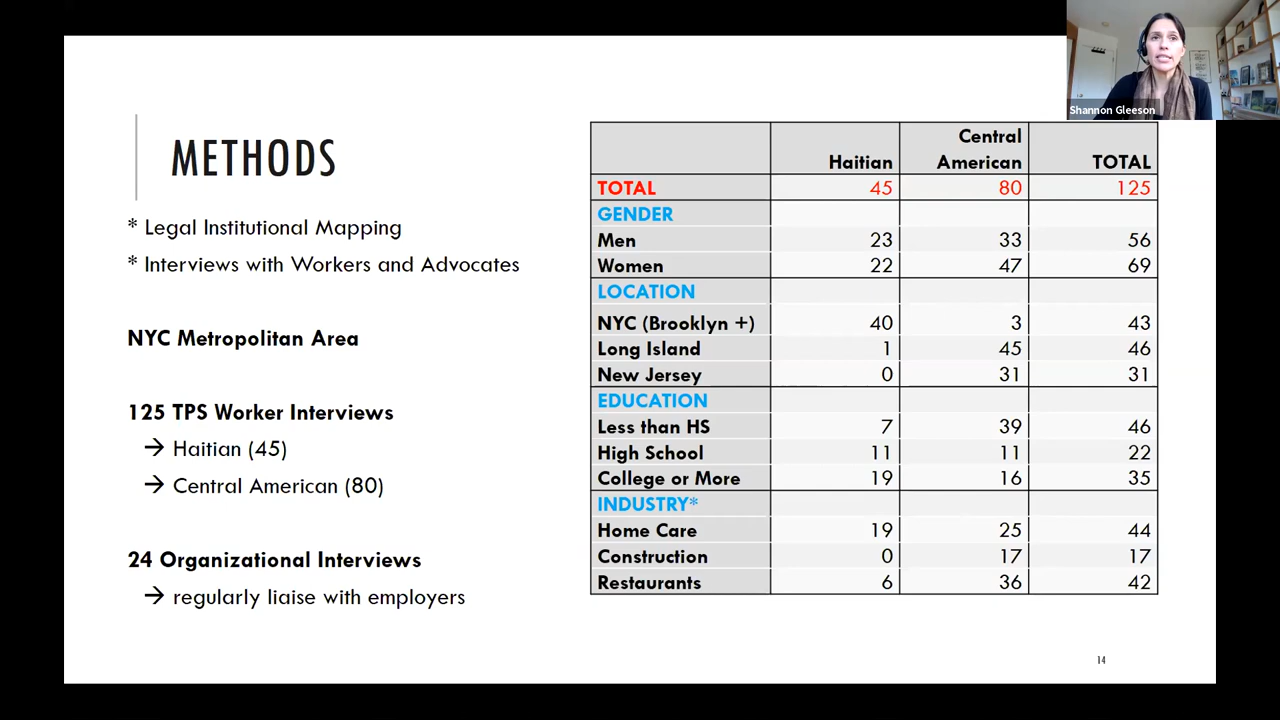 Shannon Gleeson
METHODS
* Legal Institutional Mapping
* Interviews with Workers and Advocates
NYC Metropolitan Area
125 TPS Worker Interviews
→ Haitian (45)
→ Central American (80)
24 Organizational Interviews
→ regularly liaise with employers
Central
Haitian American TOTAL
TOTAL 45 80 125
GENDER
Men 23 33 56
Women 22 47 69
LOCATION
NYC (Brooklyn +) 40 3 43
Long Island 1 45 46
New Jersey 0 31 31
EDUCATION
Less than HS 7 39 46
High School 11 11 22
College or More 19 16 35
INDUSTRY*
Home Care 19 25 44
Construction 0 17 17
Restaurants 6 36 42
14